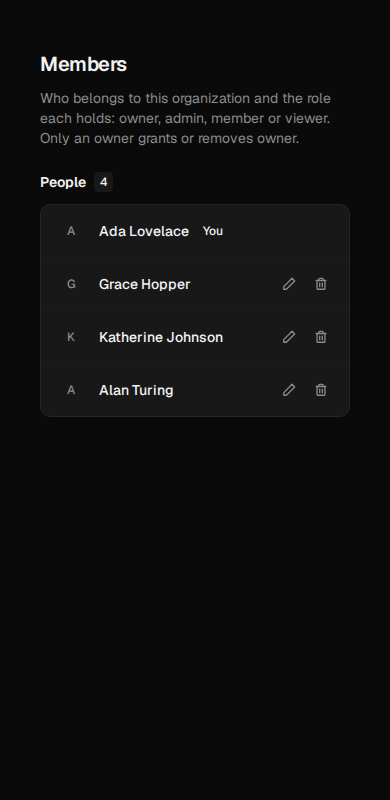 Members
Who belongs to this organization and the role
each holds: owner, admin, member or viewer.
Only an owner grants or removes owner.
People 4
A Ada Lovelace You
G Grace Hopper
K Katherine Johnson
A Alan Turing